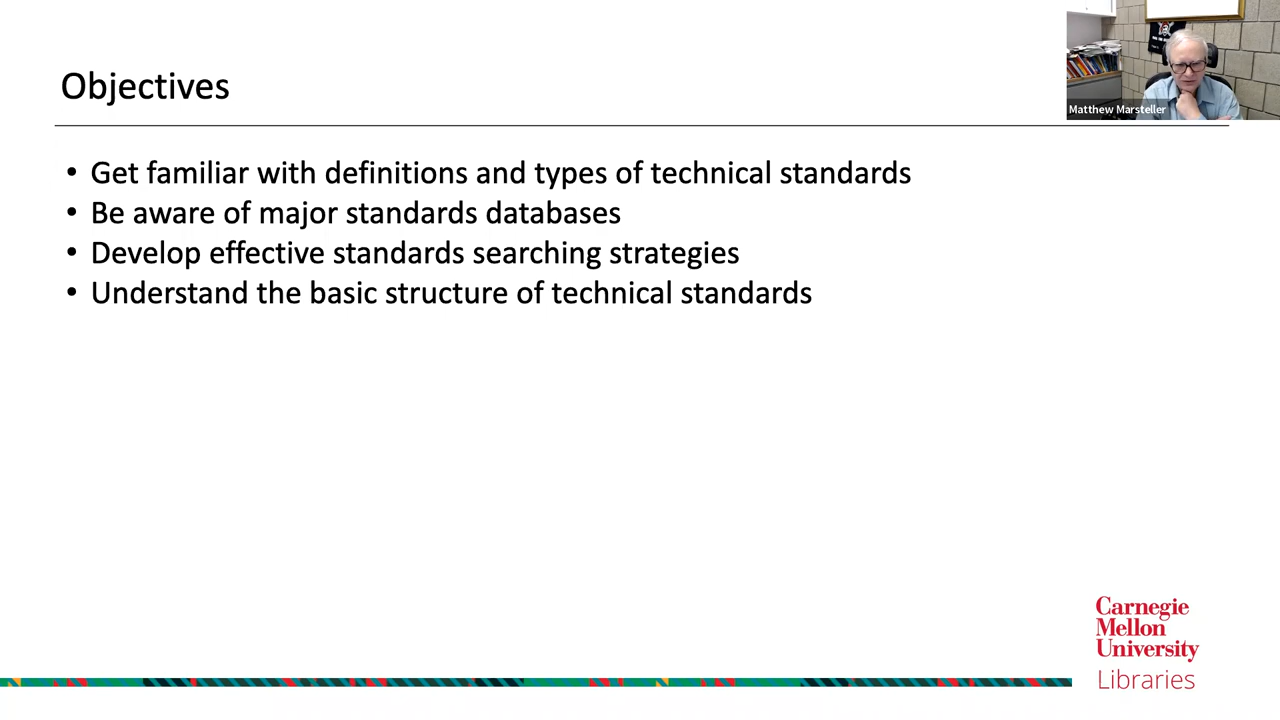 Objectives
Matthew Marsteller
• Get familiar with definitions and types of technical standards
• Be aware of major standards databases
• Develop effective standards searching strategies
• Understand the basic structure of technical standards
Carnegie
Mellon
University
Libraries